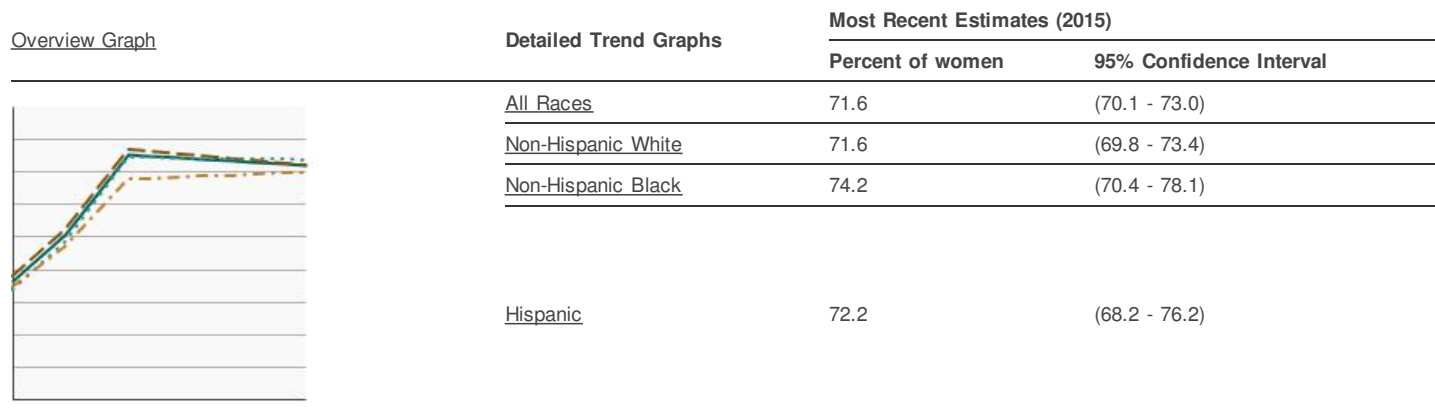 Most Recent Estimates (2015)
Overview Graph Detailed Trend Graphs
Percent of women 95% Confidence Interval
All Races 71.6 (70.1 - 73.0)
Non-Hispanic White 71.6 (69.8 - 73.4)
Non-Hispanic Black 74.2 (70.4 - 78.1)
Hispanic 72.2 (68.2 - 76.2)